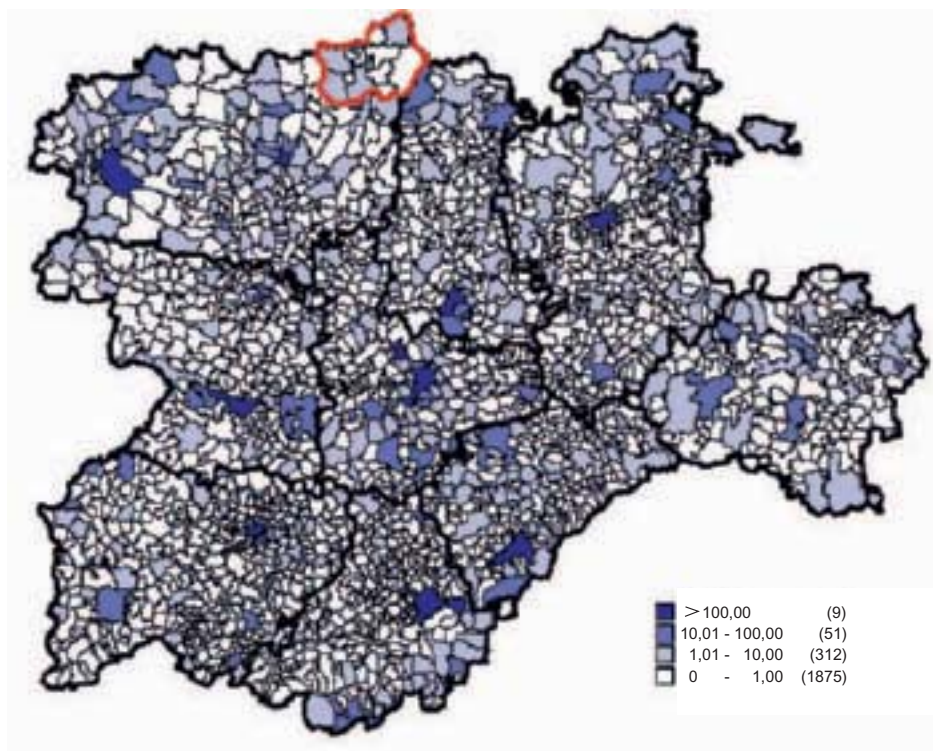 >100,00 (9)
10,01 - 100,00 (51)
1,01 - 10,00 (312)
0 - 1,00 (1875)